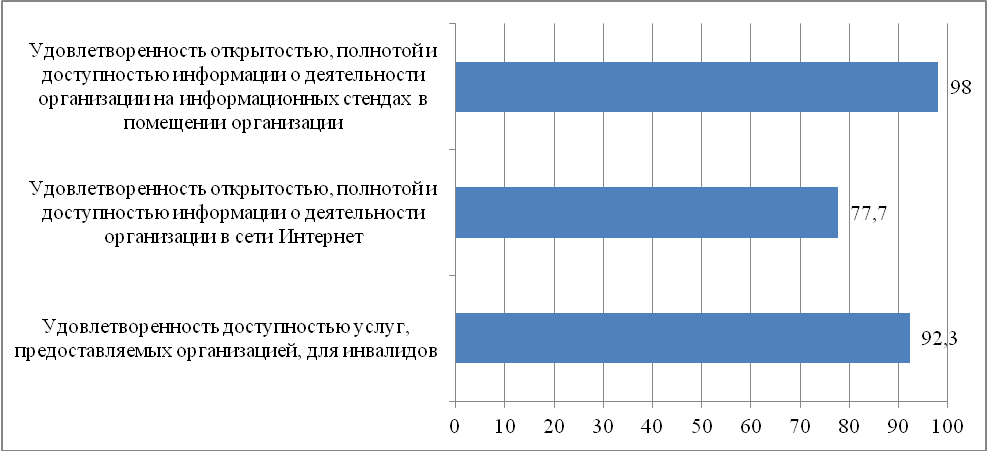 Удовлетворенность открытостью, полнотой и
доступностью информации о деятельности
организации на информационных стендах в
помещении организации
98
Удовлетворенность открытостью, полнотой и
доступностью информации о деятельности
организации в сети Интернет
77,7
Удовлетворенность доступностью услуг,
предоставляемых организацией, для инвалидов
92,3
0 10 20 30 40 50 60 70 80 90 100